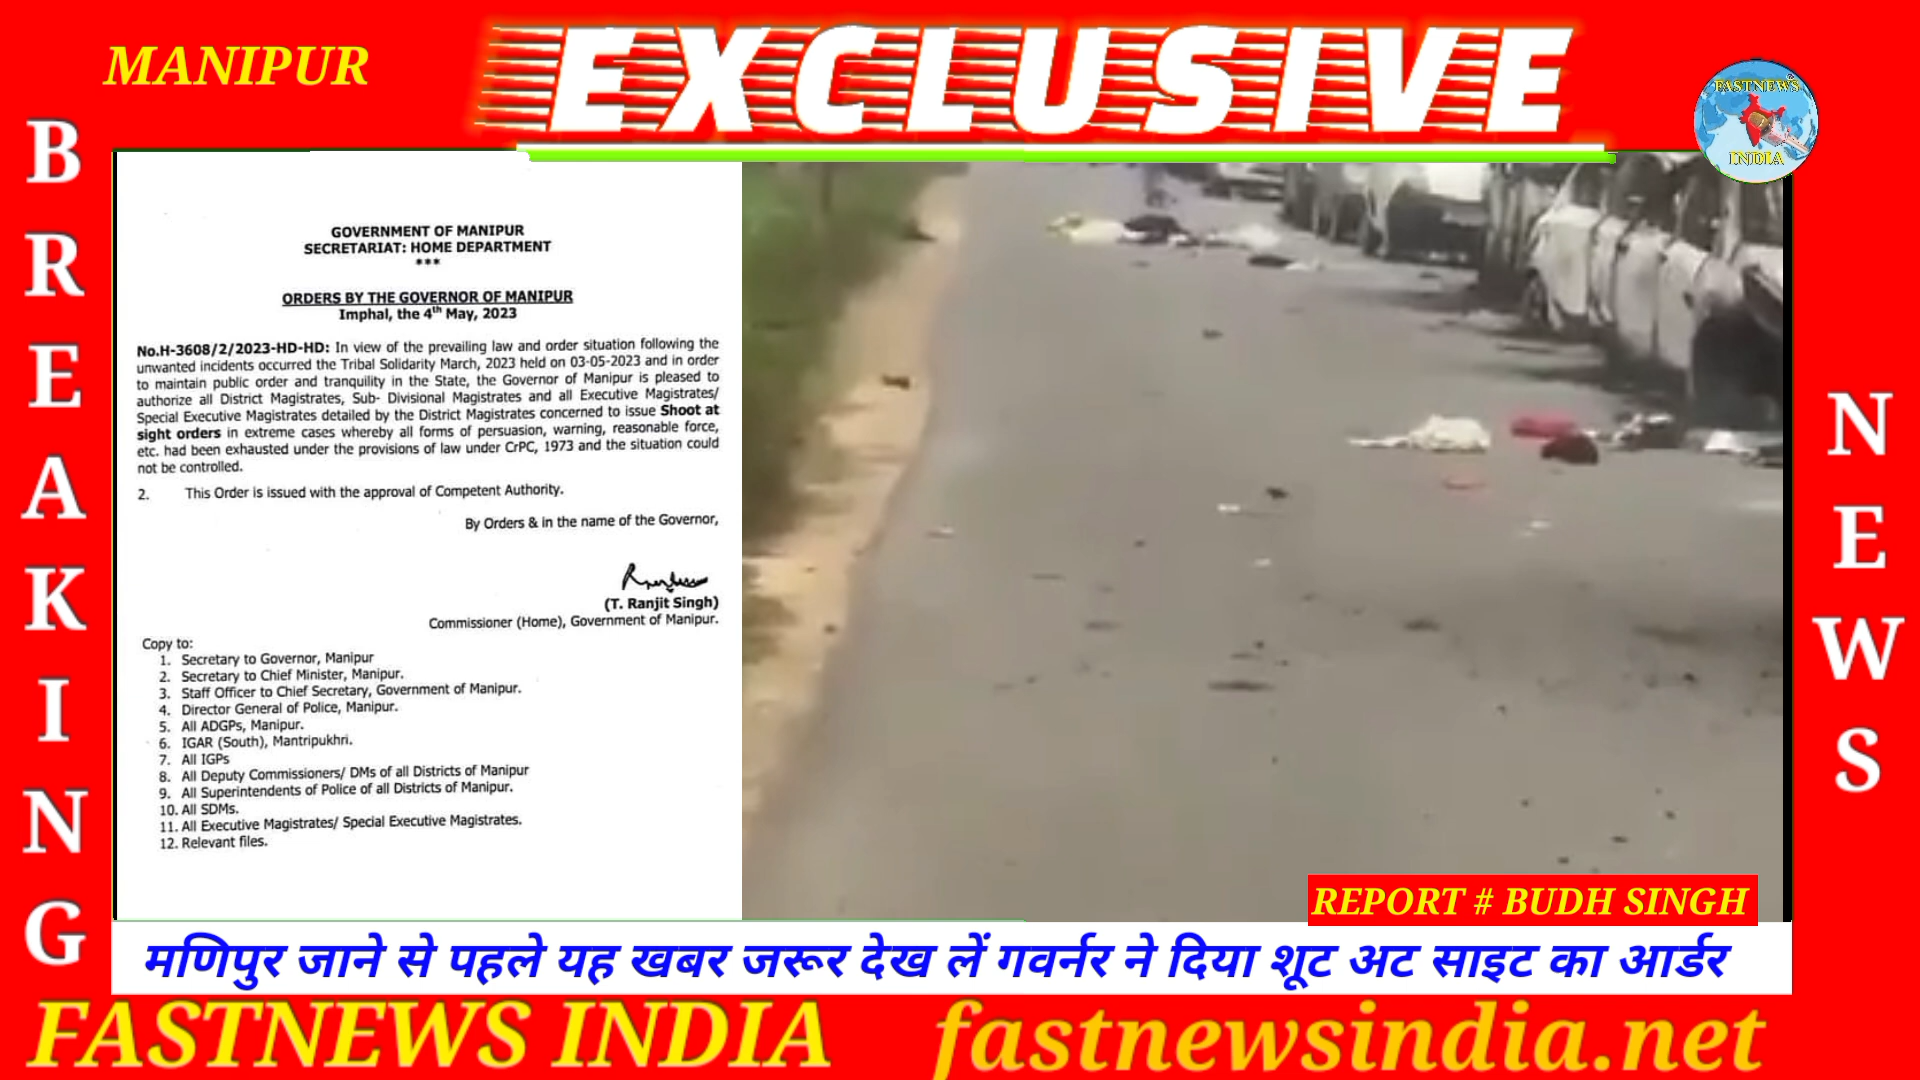 MANIPUR
EXCLUSIVE
FASTNEWS
INDIA
BREAKING
NEWS
GOVERNMENT OF MANIPUR
SECRETARIAT: HOME DEPARTMENT
***
ORDERS BY THE GOVERNOR OF MANIPUR
Imphal, the 4th May, 2023
No.H-3608/2/2023-HD-HD: In view of the prevailing law and order situation following the
unwanted incidents occurred the Tribal Solidarity March, 2023 held on 03-05-2023 and in order
to maintain public order and tranquility in the State, the Governor of Manipur is pleased to
authorize all District Magistrates, Sub- Divisional Magistrates and all Executive Magistrates/
Special Executive Magistrates detailed by the District Magistrates concerned to issue Shoot at
sight orders in extreme cases whereby all forms of persuasion, warning, reasonable force,
etc. had been exhausted under the provisions of law under CrPC, 1973 and the situation could
not be controlled.
2. This Order is issued with the approval of Competent Authority.
By Orders & in the name of the Governor,
(T. Ranjit Singh)
Commissioner (Home), Government of Manipur.
Copy to:
1. Secretary to Governor, Manipur
2. Secretary to Chief Minister, Manipur.
3. Staff Officer to Chief Secretary, Government of Manipur.
4. Director General of Police, Manipur.
5. All ADGPs, Manipur.
6. IGAR (South), Mantripukhri.
7. All IGPs
8. All Deputy Commissioners/ DMs of all Districts of Manipur
9. All Superintendents of Police of all Districts of Manipur.
10. All SDMs.
11. All Executive Magistrates/ Special Executive Magistrates.
12. Relevant files.
REPORT # BUDH SINGH
मणिपुर जाने से पहले यह खबर जरूर देख लें गवर्नर ने दिया शूट अट साइट का आर्डर
FASTNEWS INDIA fastnewsindia.net